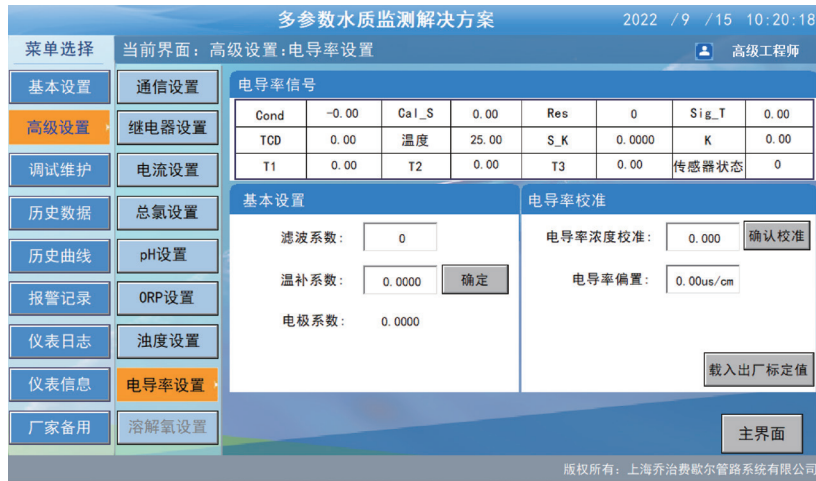 多参数水质监测解决方案 2022 /9 /15 10:20:18
菜单选择 当前界面：高级设置:电导率设置 高级工程师
基本设置 通信设置 电导率信号
高级设置 继电器设置
Cond -0.00 Cal_S 0.00 Res 0 Sig_T 0.00
TCD 0.00 温度 25.00 S_K 0.0000 K 0.00
调试维护 电流设置
T1 0.00 T2 0.00 T3 0.00 传感器状态 0
历史数据 总氯设置 基本设置 电导率校准
历史曲线 pH设置 滤波系数: 0 电导率浓度校准: 0.000 确认校准
报警记录 ORP设置 温补系数: 0.0000 确定 电导率偏置: 0.00us/cm
仪表日志 浊度设置 电极系数: 0.0000
仪表信息 电导率设置 载入出厂标定值
厂家备用 溶解氧设置 主界面
版权所有：上海乔治费歇尔管路系统有限公司